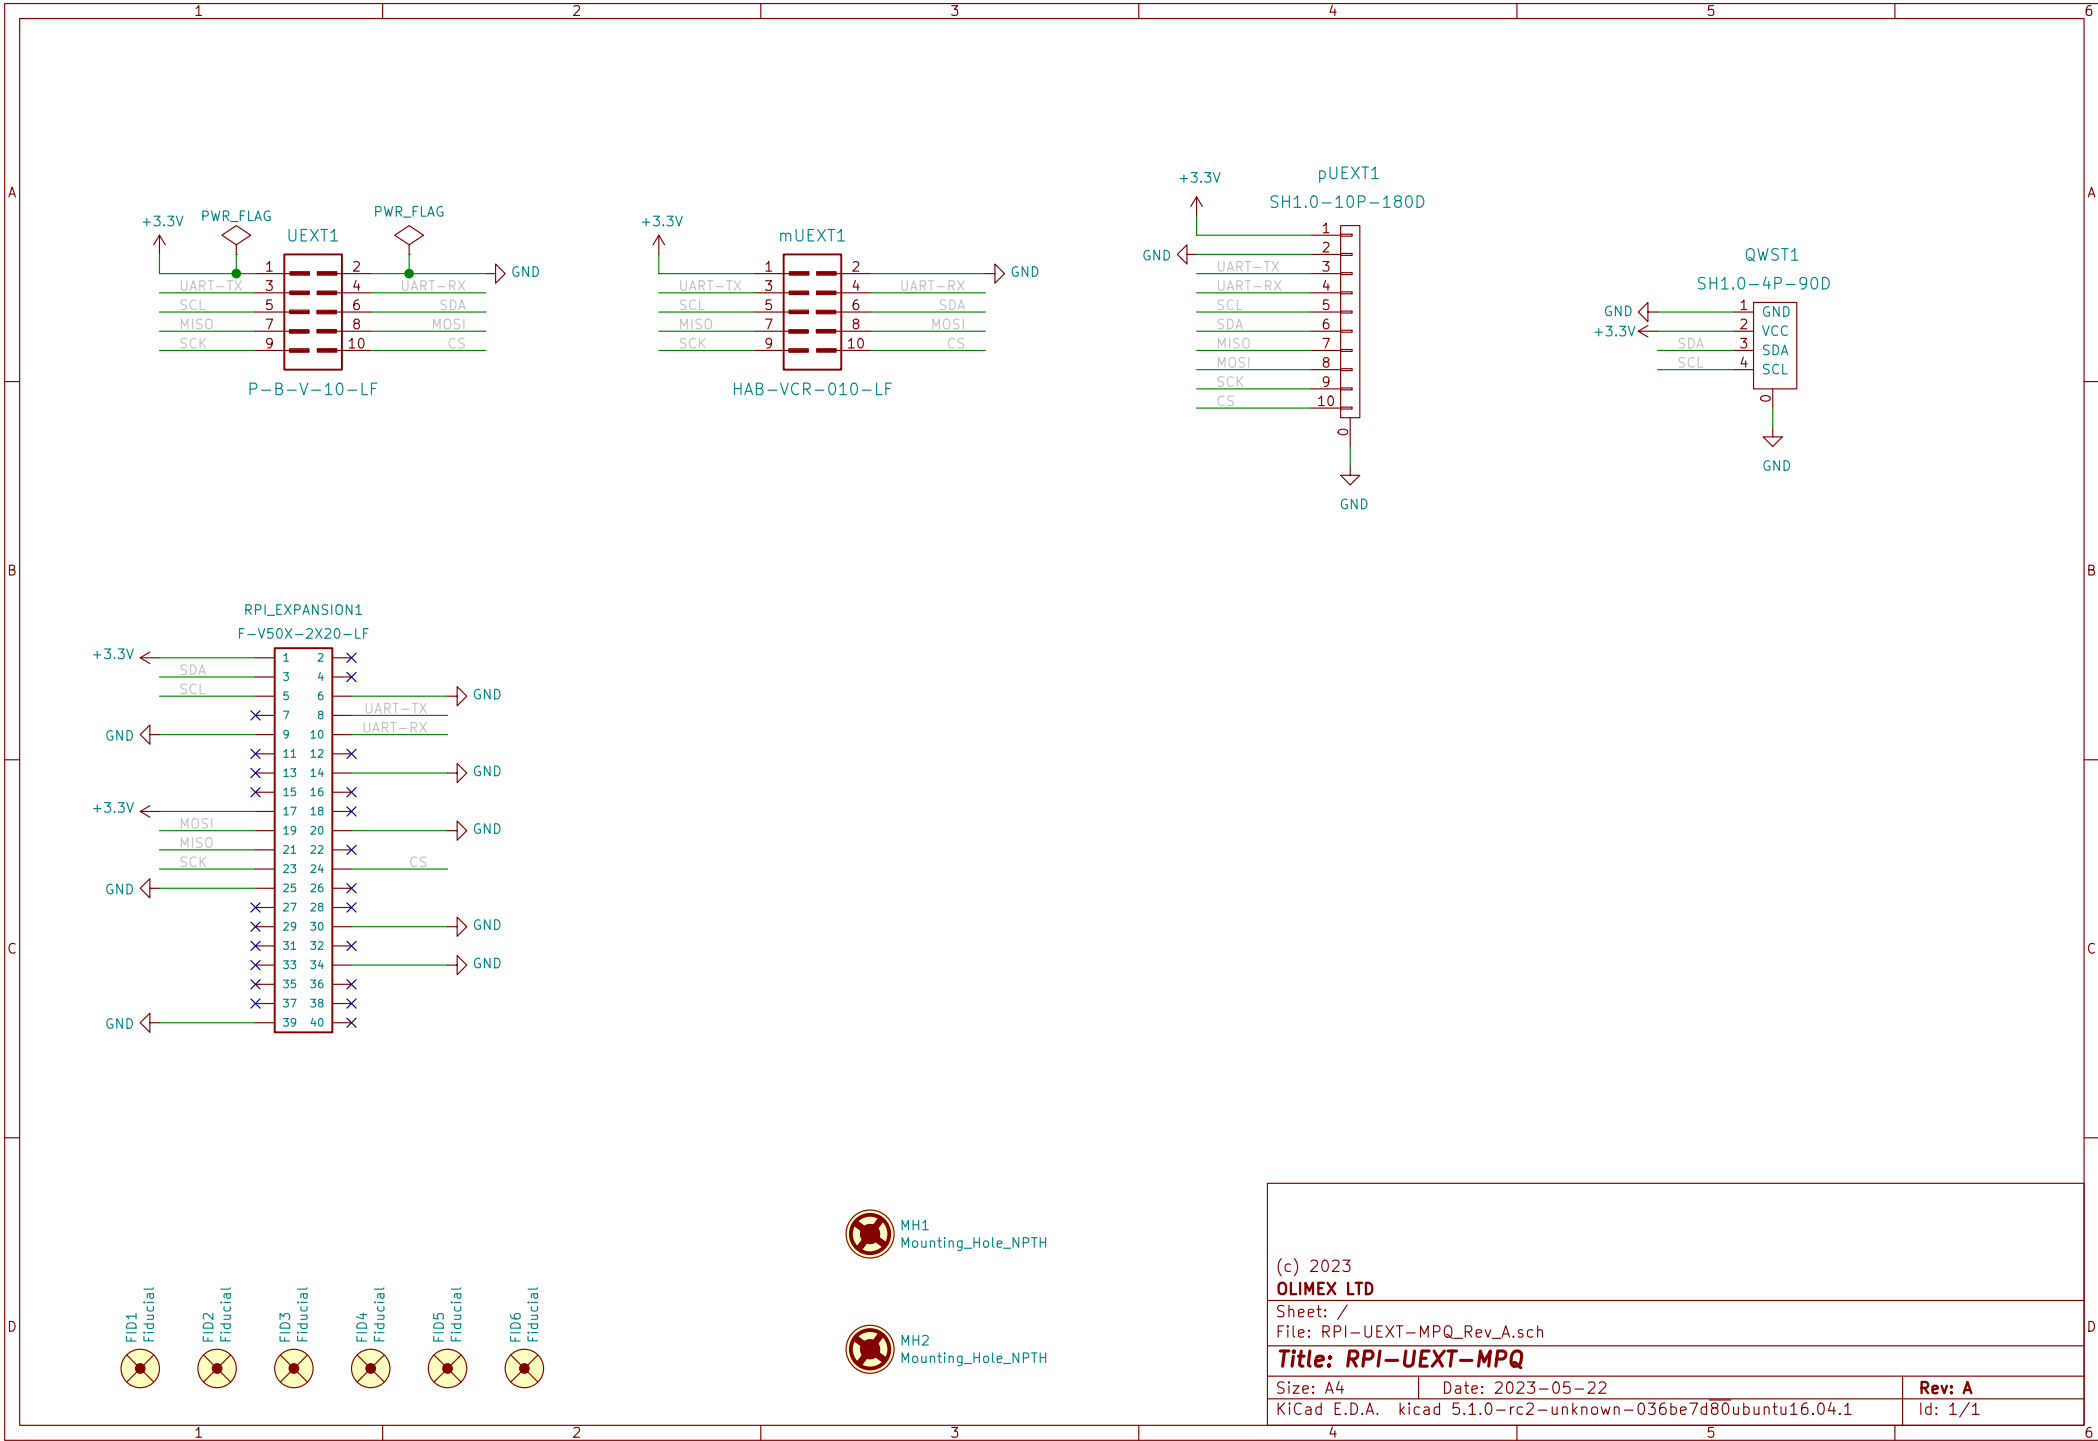 1 2 3 4 5 6
A A
+3.3V PWR_FLAG PWR_FLAG
UEXT1
1 2 GND
UART-TX 3 4 UART-RX
SCL 5 6 SDA
MISO 7 8 MOSI
SCK 9 10 CS
P-B-V-10-LF
+3.3V
mUEXT1
1 2 GND
UART-TX 3 4 UART-RX
SCL 5 6 SDA
MISO 7 8 MOSI
SCK 9 10 CS
HAB-VCR-010-LF
pUEXT1
+3.3V
SH1.0-10P-180D
1
GND 2
UART-TX 3
UART-RX 4
SCL 5
SDA 6
MISO 7
MOSI 8
SCK 9
CS 10
0
GND
QWST1
SH1.0-4P-90D
GND 1 GND
+3.3V 2 VCC
SDA 3 SDA
SCL 4 SCL
0
GND
B B
RPI_EXPANSION1
F-V50X-2X20-LF
+3.3V 1 2
SDA 3 4
SCL 5 6 GND
7 8 UART-TX
GND 9 10 UART-RX
11 12
13 14 GND
15 16
+3.3V 17 18
MOSI 19 20 GND
MISO 21 22
SCK 23 24 CS
GND 25 26
27 28
29 30 GND
31 32
33 34 GND
35 36
37 38
GND 39 40
C C
MH1
Mounting_Hole_NPTH
MH2
Mounting_Hole_NPTH
D D
FID1
Fiducial
FID2
Fiducial
FID3
Fiducial
FID4
Fiducial
FID5
Fiducial
FID6
Fiducial
(c) 2023
OLIMEX LTD
Sheet: /
File: RPI-UEXT-MPQ_Rev_A.sch
Title: RPI-UEXT-MPQ
Size: A4 Date: 2023-05-22 Rev: A
KiCad E.D.A. kicad 5.1.0-rc2-unknown-036be7d80ubuntu16.04.1 Id: 1/1
1 2 3 4 5 6